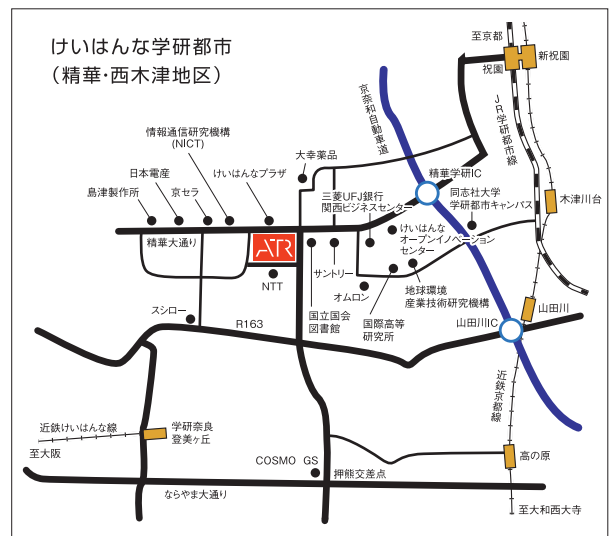 けいはんな学研都市
（精華・西木津地区）
至京都
祝園
新祝園
京奈和自動車道
JR学研都市線
情報通信研究機構
(NICT)
大幸薬品
精華学研IC
日本電産
けいはんなプラザ
島津製作所
京セラ
三菱UFJ銀行
関西ビジネスセンター
同志社大学
学研都市キャンパス
木津川台
精華大通り
ATR
けいはんな
オープンイノベーション
センター
サントリー
NTT
オムロン
地球環境
産業技術研究機構
国立国会
図書館
国際高等
研究所
スシロー
R163
山田川
山田川IC
近鉄京都線
近鉄けいはんな線
至大阪
学研奈良
登美ヶ丘
COSMO GS
押熊交差点
高の原
ならやま大通り
至大和西大寺